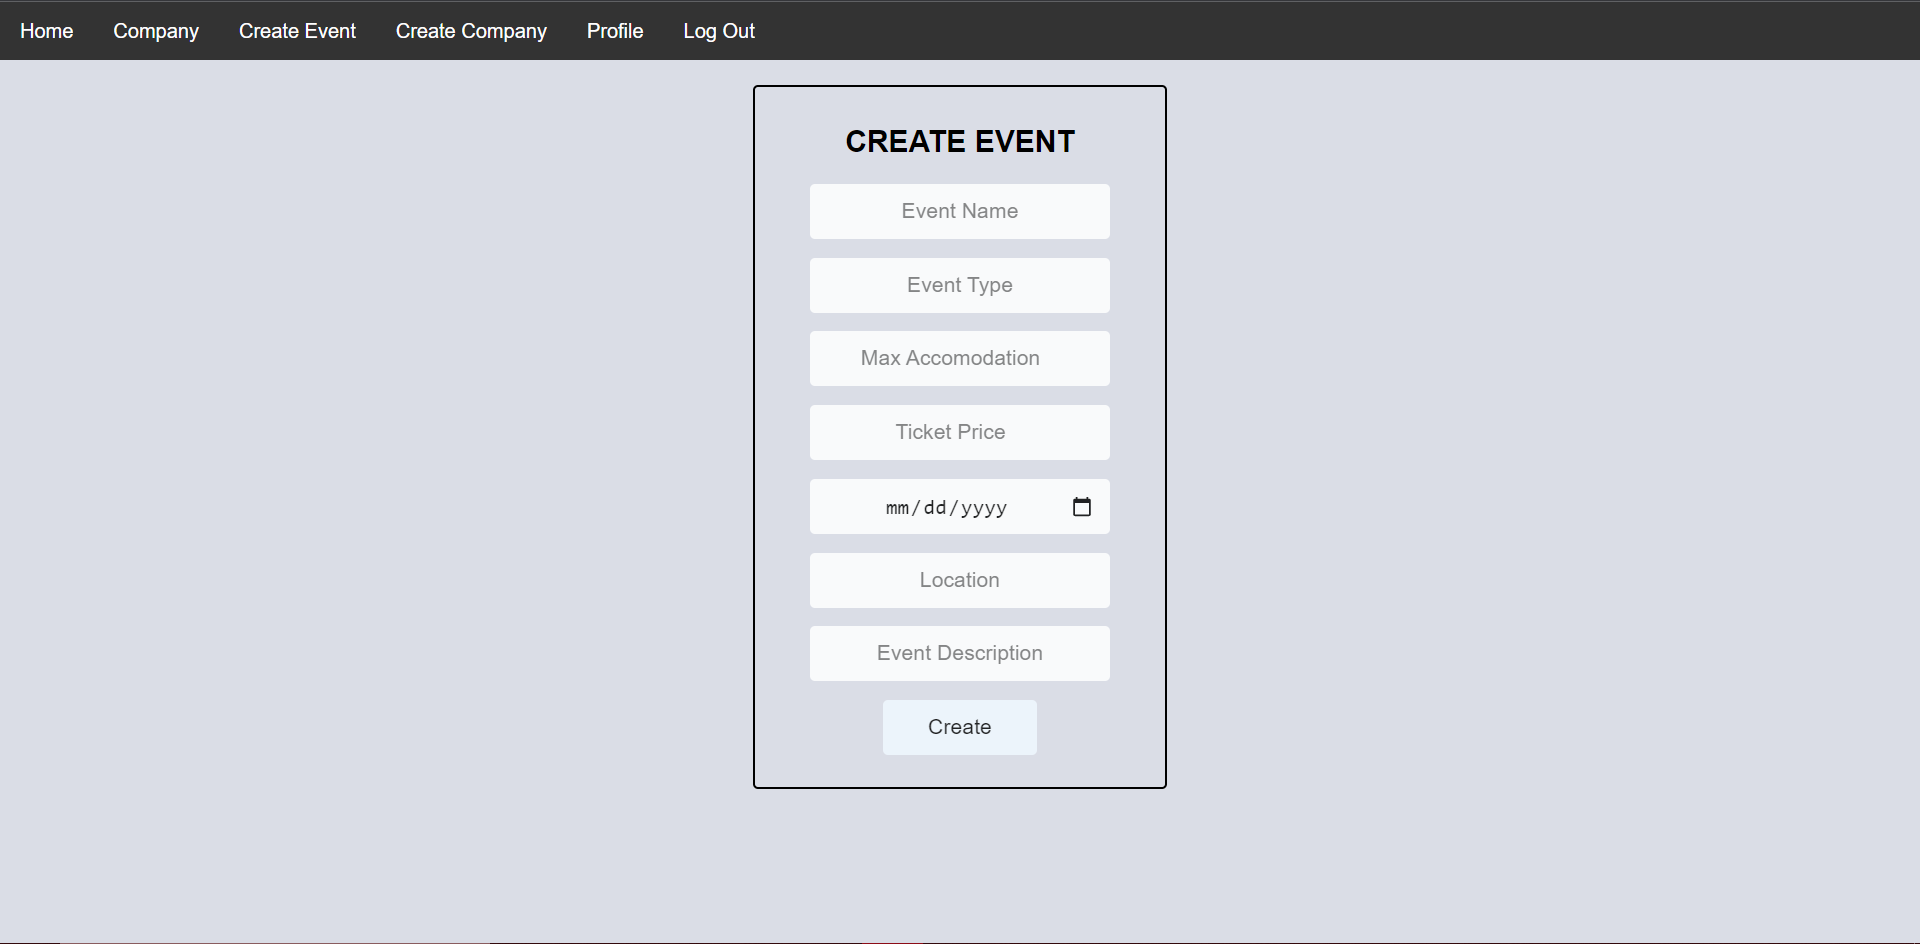 Home Company Create Event Create Company Profile Log Out
CREATE EVENT
Event Name
Event Type
Max Accomodation
Ticket Price
mm/dd/yyyy
Location
Event Description
Create